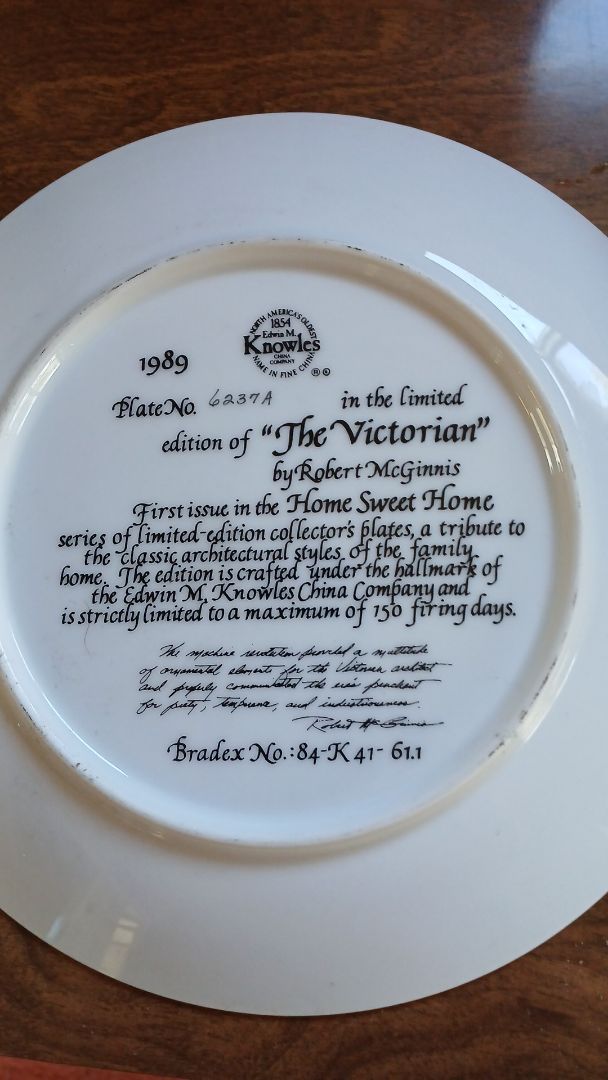 NORTH AMERICA'S OLDEST
1854
Edwin M.
Knowles
CHINA
COMPANY
NAME IN FINE CHINA
® ©
1989
Plate No. 6237A in the limited
edition of "The Victorian"
by Robert McGinnis
First issue in the Home Sweet Home
series of limited-edition collector's plates, a tribute to
the classic architectural styles of the family
home. The edition is crafted under the hallmark of
the Edwin M. Knowles China Company and
is strictly limited to a maximum of 150 firing days.
The machine revolution provided a multitude
of ornamental elements for the Victorian architect
and properly communicated the era's penchant
for piety, temperance, and industriousness.
Robert McGinnis
Bradex No.: 84-K 41- 61.1